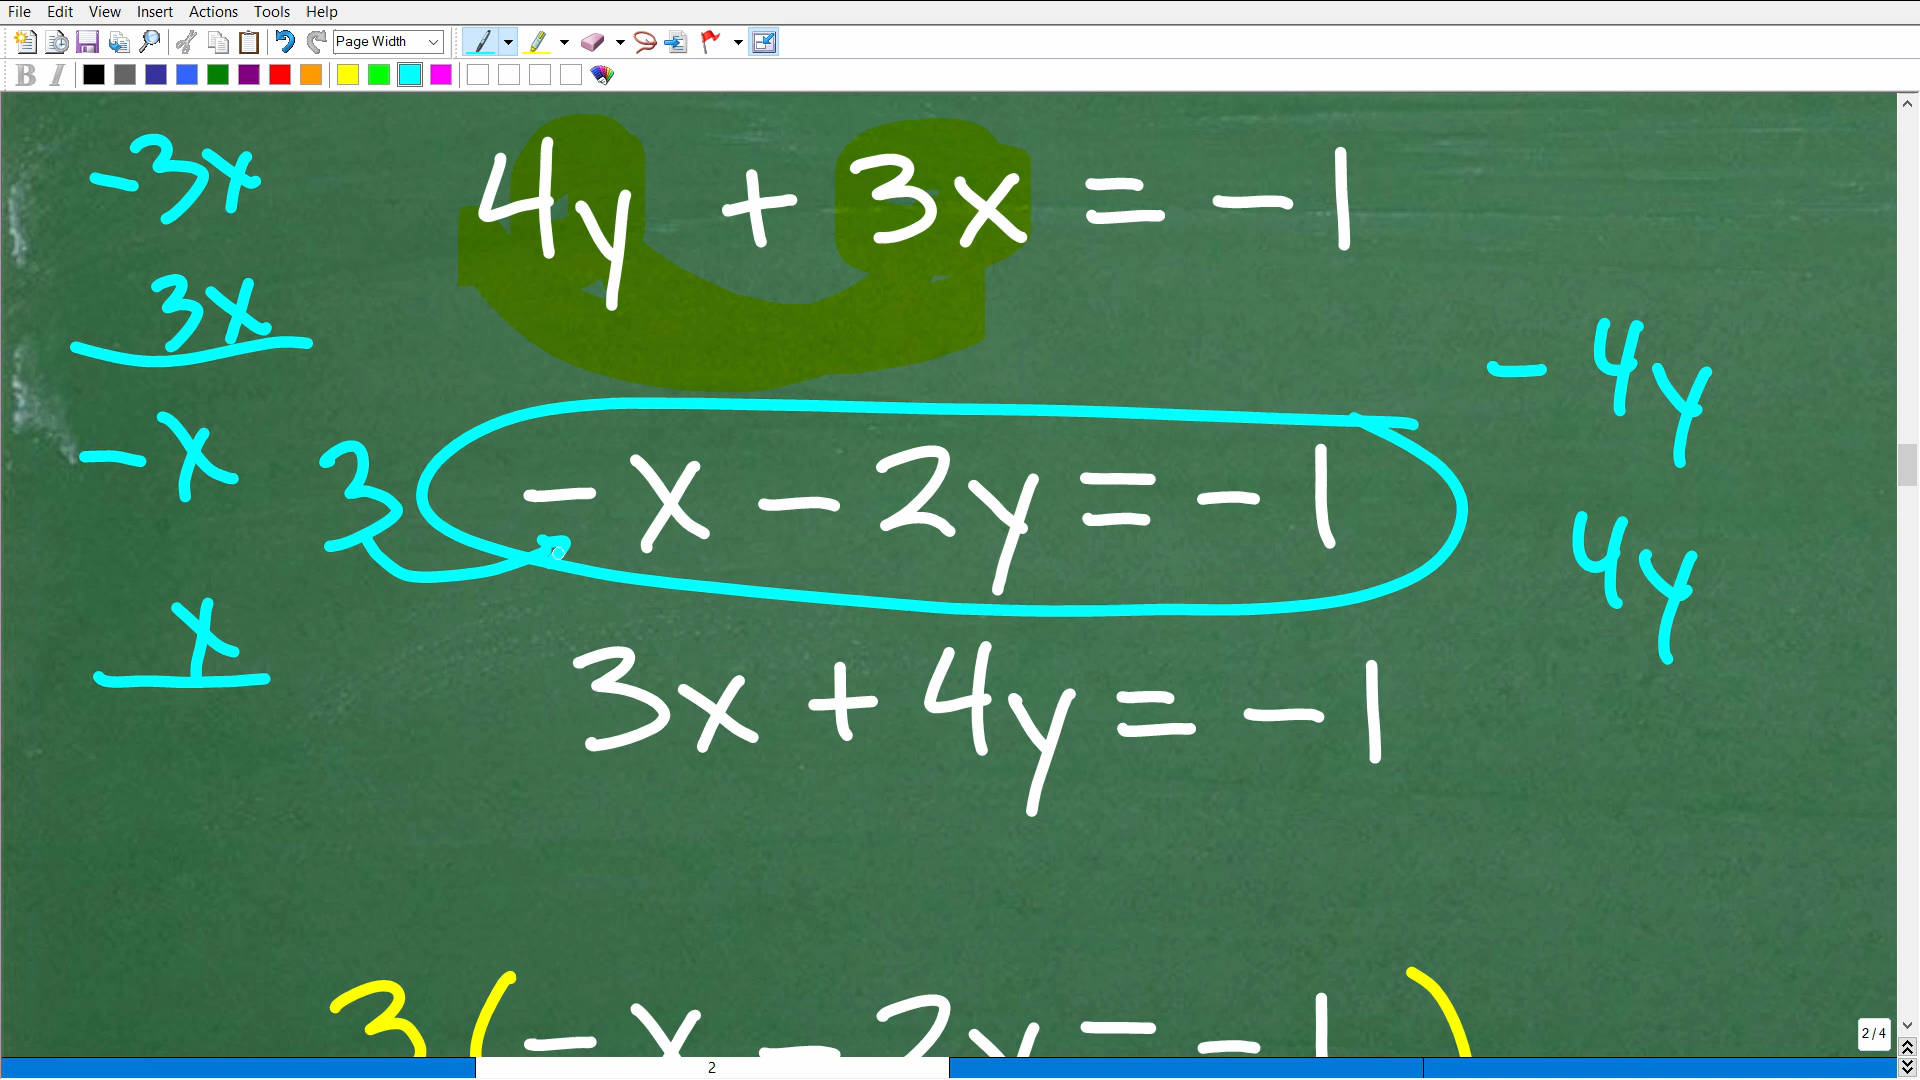 File Edit View Insert Actions Tools Help
Page Width
B I
-3x
3x
-x
x
4y + 3x = -1
3 -x - 2y = -1
3x + 4y = -1
3(-x - 2y = -1)
-4y
4y
2 / 4
2